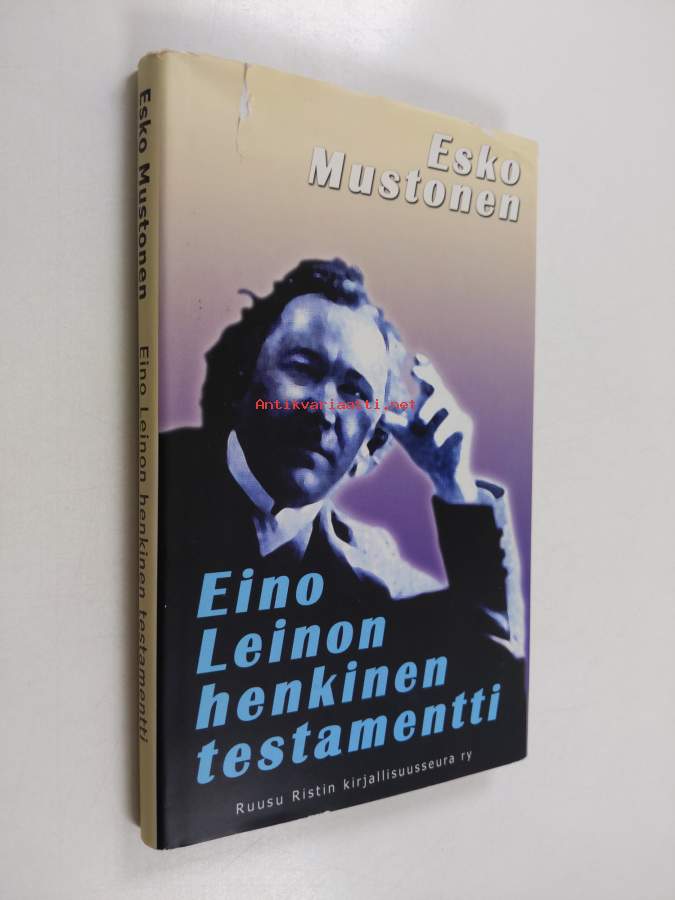 Esko Mustonen Eino Leinon henkinen testamentti
Esko
Mustonen
Antikvariaatti.net
Eino
Leinon
henkinen
testamentti
Ruusu Ristin kirjallisuusseura ry